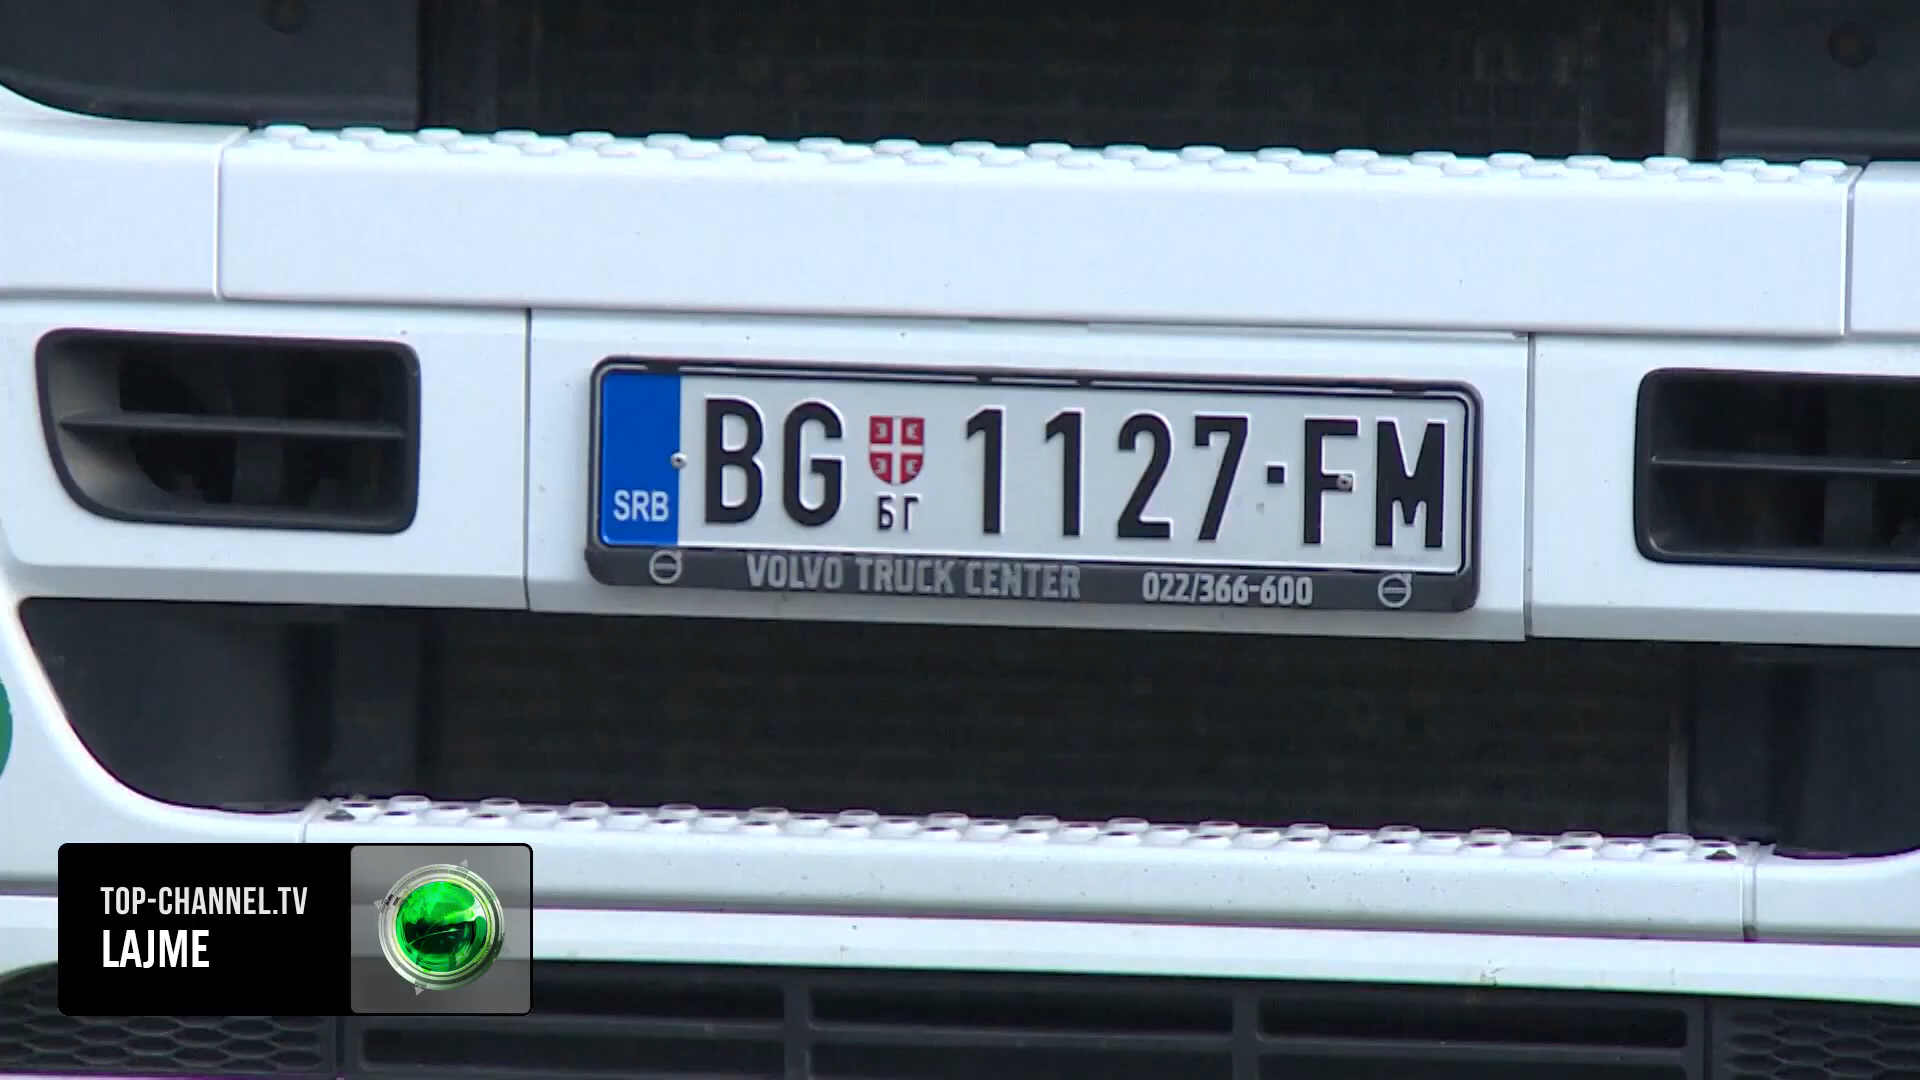 BG 1127·FM
SRB
БГ
VOLVO TRUCK CENTER 022/366-600
TOP-CHANNEL.TV
LAJME